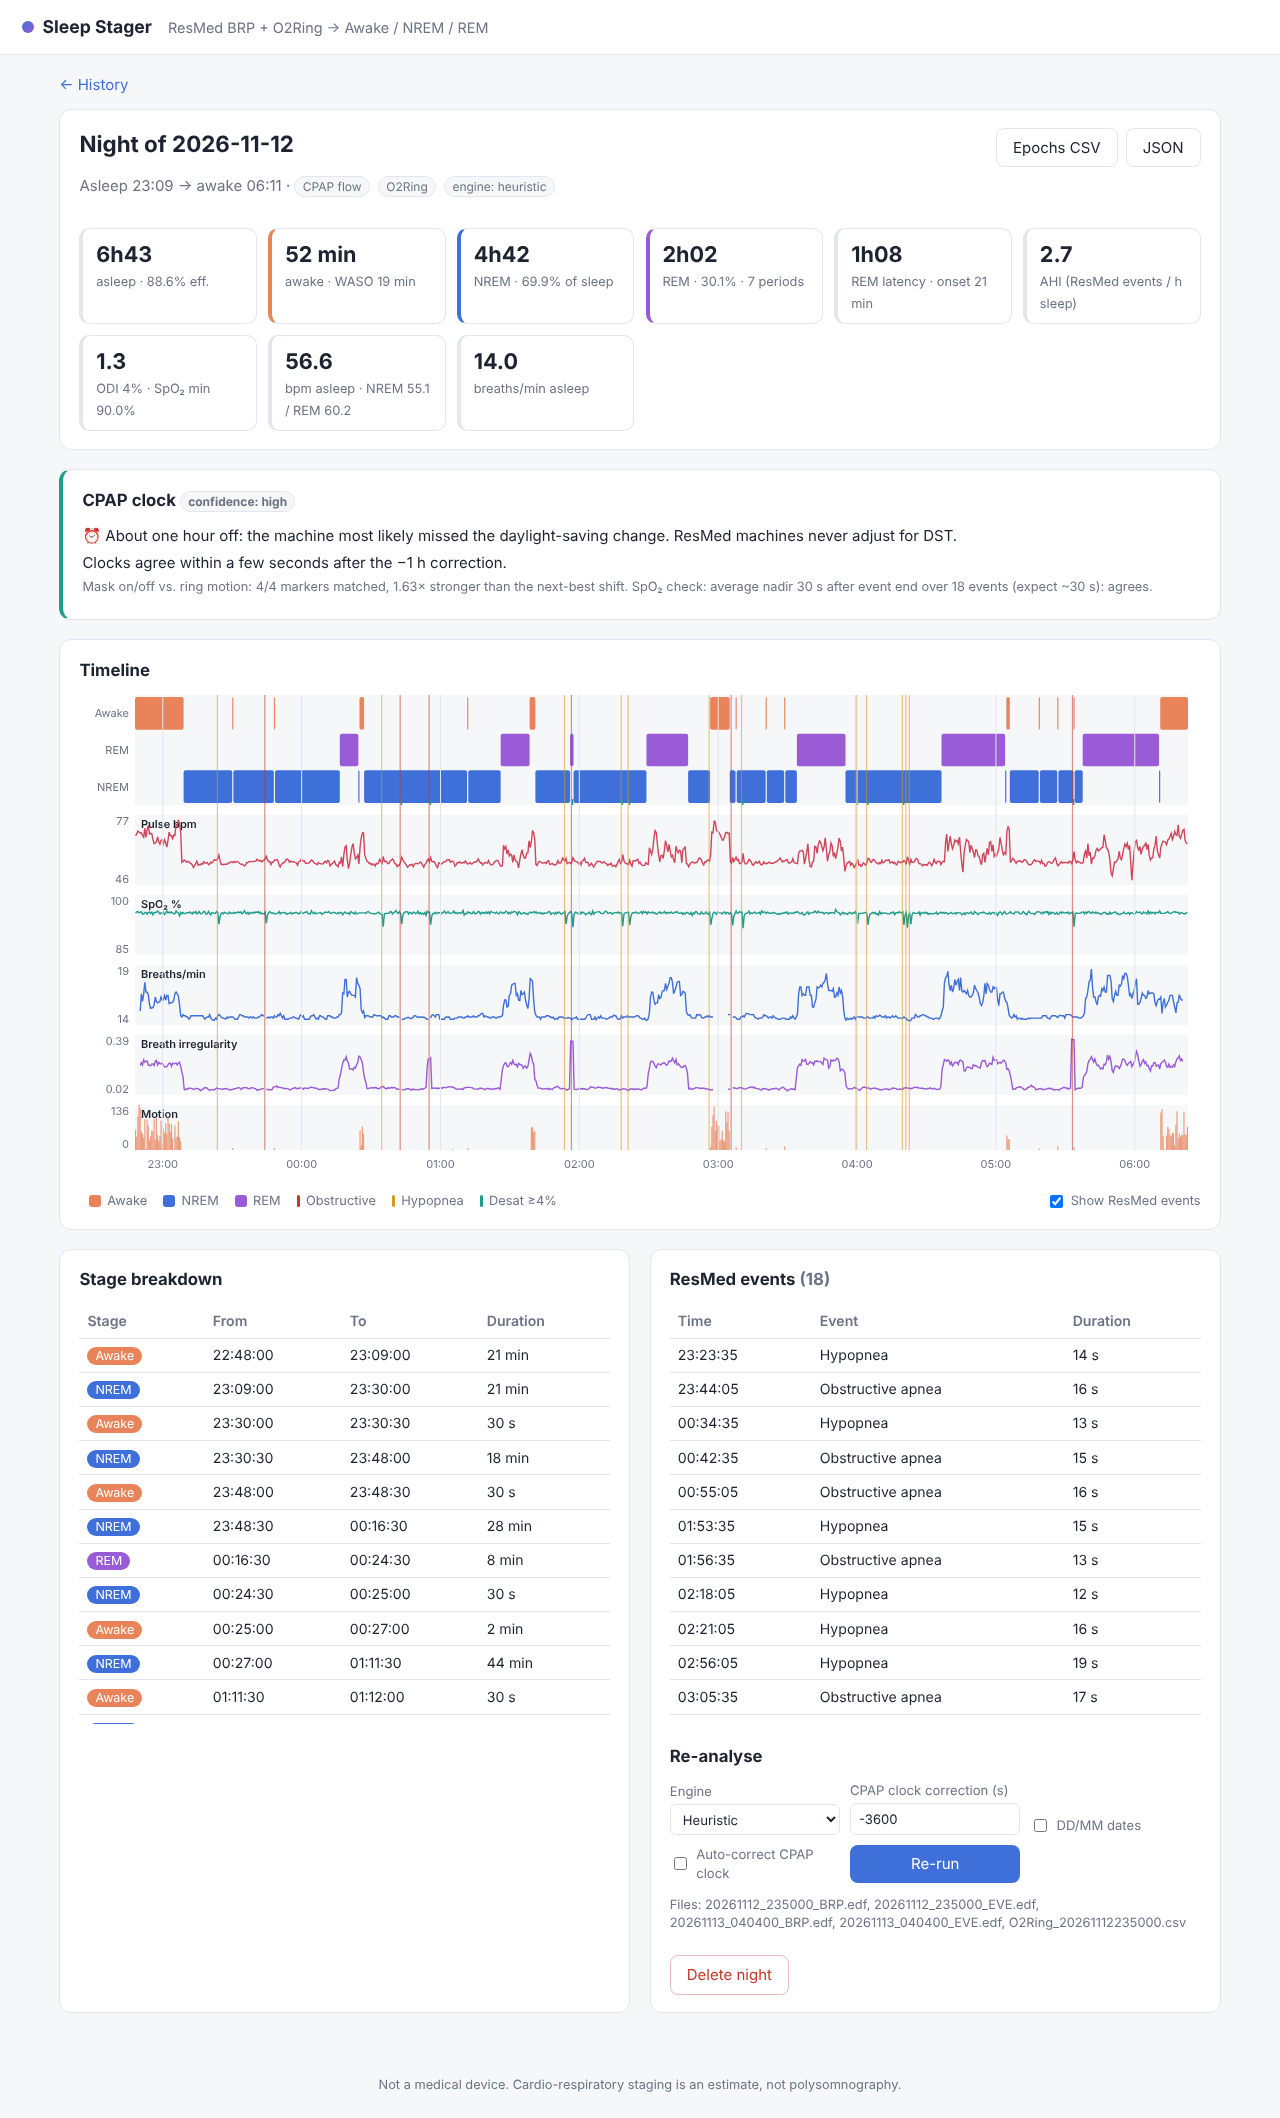 Sleep Stager ResMed BRP + O2Ring → Awake / NREM / REM
← History
Night of 2026-11-12
Epochs CSV JSON
Asleep 23:09 → awake 06:11 · CPAP flow O2Ring engine: heuristic
6h43
asleep · 88.6% eff.
52 min
awake · WASO 19 min
4h42
NREM · 69.9% of sleep
2h02
REM · 30.1% · 7 periods
1h08
REM latency · onset 21
min
2.7
AHI (ResMed events / h
sleep)
1.3
ODI 4% · SpO₂ min
90.0%
56.6
bpm asleep · NREM 55.1
/ REM 60.2
14.0
breaths/min asleep
CPAP clock confidence: high
⏰ About one hour off: the machine most likely missed the daylight-saving change. ResMed machines never adjust for DST.
Clocks agree within a few seconds after the −1 h correction.
Mask on/off vs. ring motion: 4/4 markers matched, 1.63× stronger than the next-best shift. SpO₂ check: average nadir 30 s after event end over 18 events (expect ~30 s): agrees.
Timeline
Awake
REM
NREM
77
Pulse bpm
46
100
SpO₂ %
85
19
Breaths/min
14
0.39
Breath irregularity
0.02
136
Motion
0
23:00 00:00 01:00 02:00 03:00 04:00 05:00 06:00
Awake NREM REM Obstructive Hypopnea Desat ≥4% Show ResMed events
Stage breakdown
Stage From To Duration
Awake 22:48:00 23:09:00 21 min
NREM 23:09:00 23:30:00 21 min
Awake 23:30:00 23:30:30 30 s
NREM 23:30:30 23:48:00 18 min
Awake 23:48:00 23:48:30 30 s
NREM 23:48:30 00:16:30 28 min
REM 00:16:30 00:24:30 8 min
NREM 00:24:30 00:25:00 30 s
Awake 00:25:00 00:27:00 2 min
NREM 00:27:00 01:11:30 44 min
Awake 01:11:30 01:12:00 30 s
ResMed events (18)
Time Event Duration
23:23:35 Hypopnea 14 s
23:44:05 Obstructive apnea 16 s
00:34:35 Hypopnea 13 s
00:42:35 Obstructive apnea 15 s
00:55:05 Obstructive apnea 16 s
01:53:35 Hypopnea 15 s
01:56:35 Obstructive apnea 13 s
02:18:05 Hypopnea 12 s
02:21:05 Hypopnea 16 s
02:56:05 Hypopnea 19 s
03:05:35 Obstructive apnea 17 s
Re-analyse
Engine
Heuristic
CPAP clock correction (s)
-3600
DD/MM dates
Auto-correct CPAP
clock
Re-run
Files: 20261112_235000_BRP.edf, 20261112_235000_EVE.edf,
20261113_040400_BRP.edf, 20261113_040400_EVE.edf, O2Ring_20261112235000.csv
Delete night
Not a medical device. Cardio-respiratory staging is an estimate, not polysomnography.